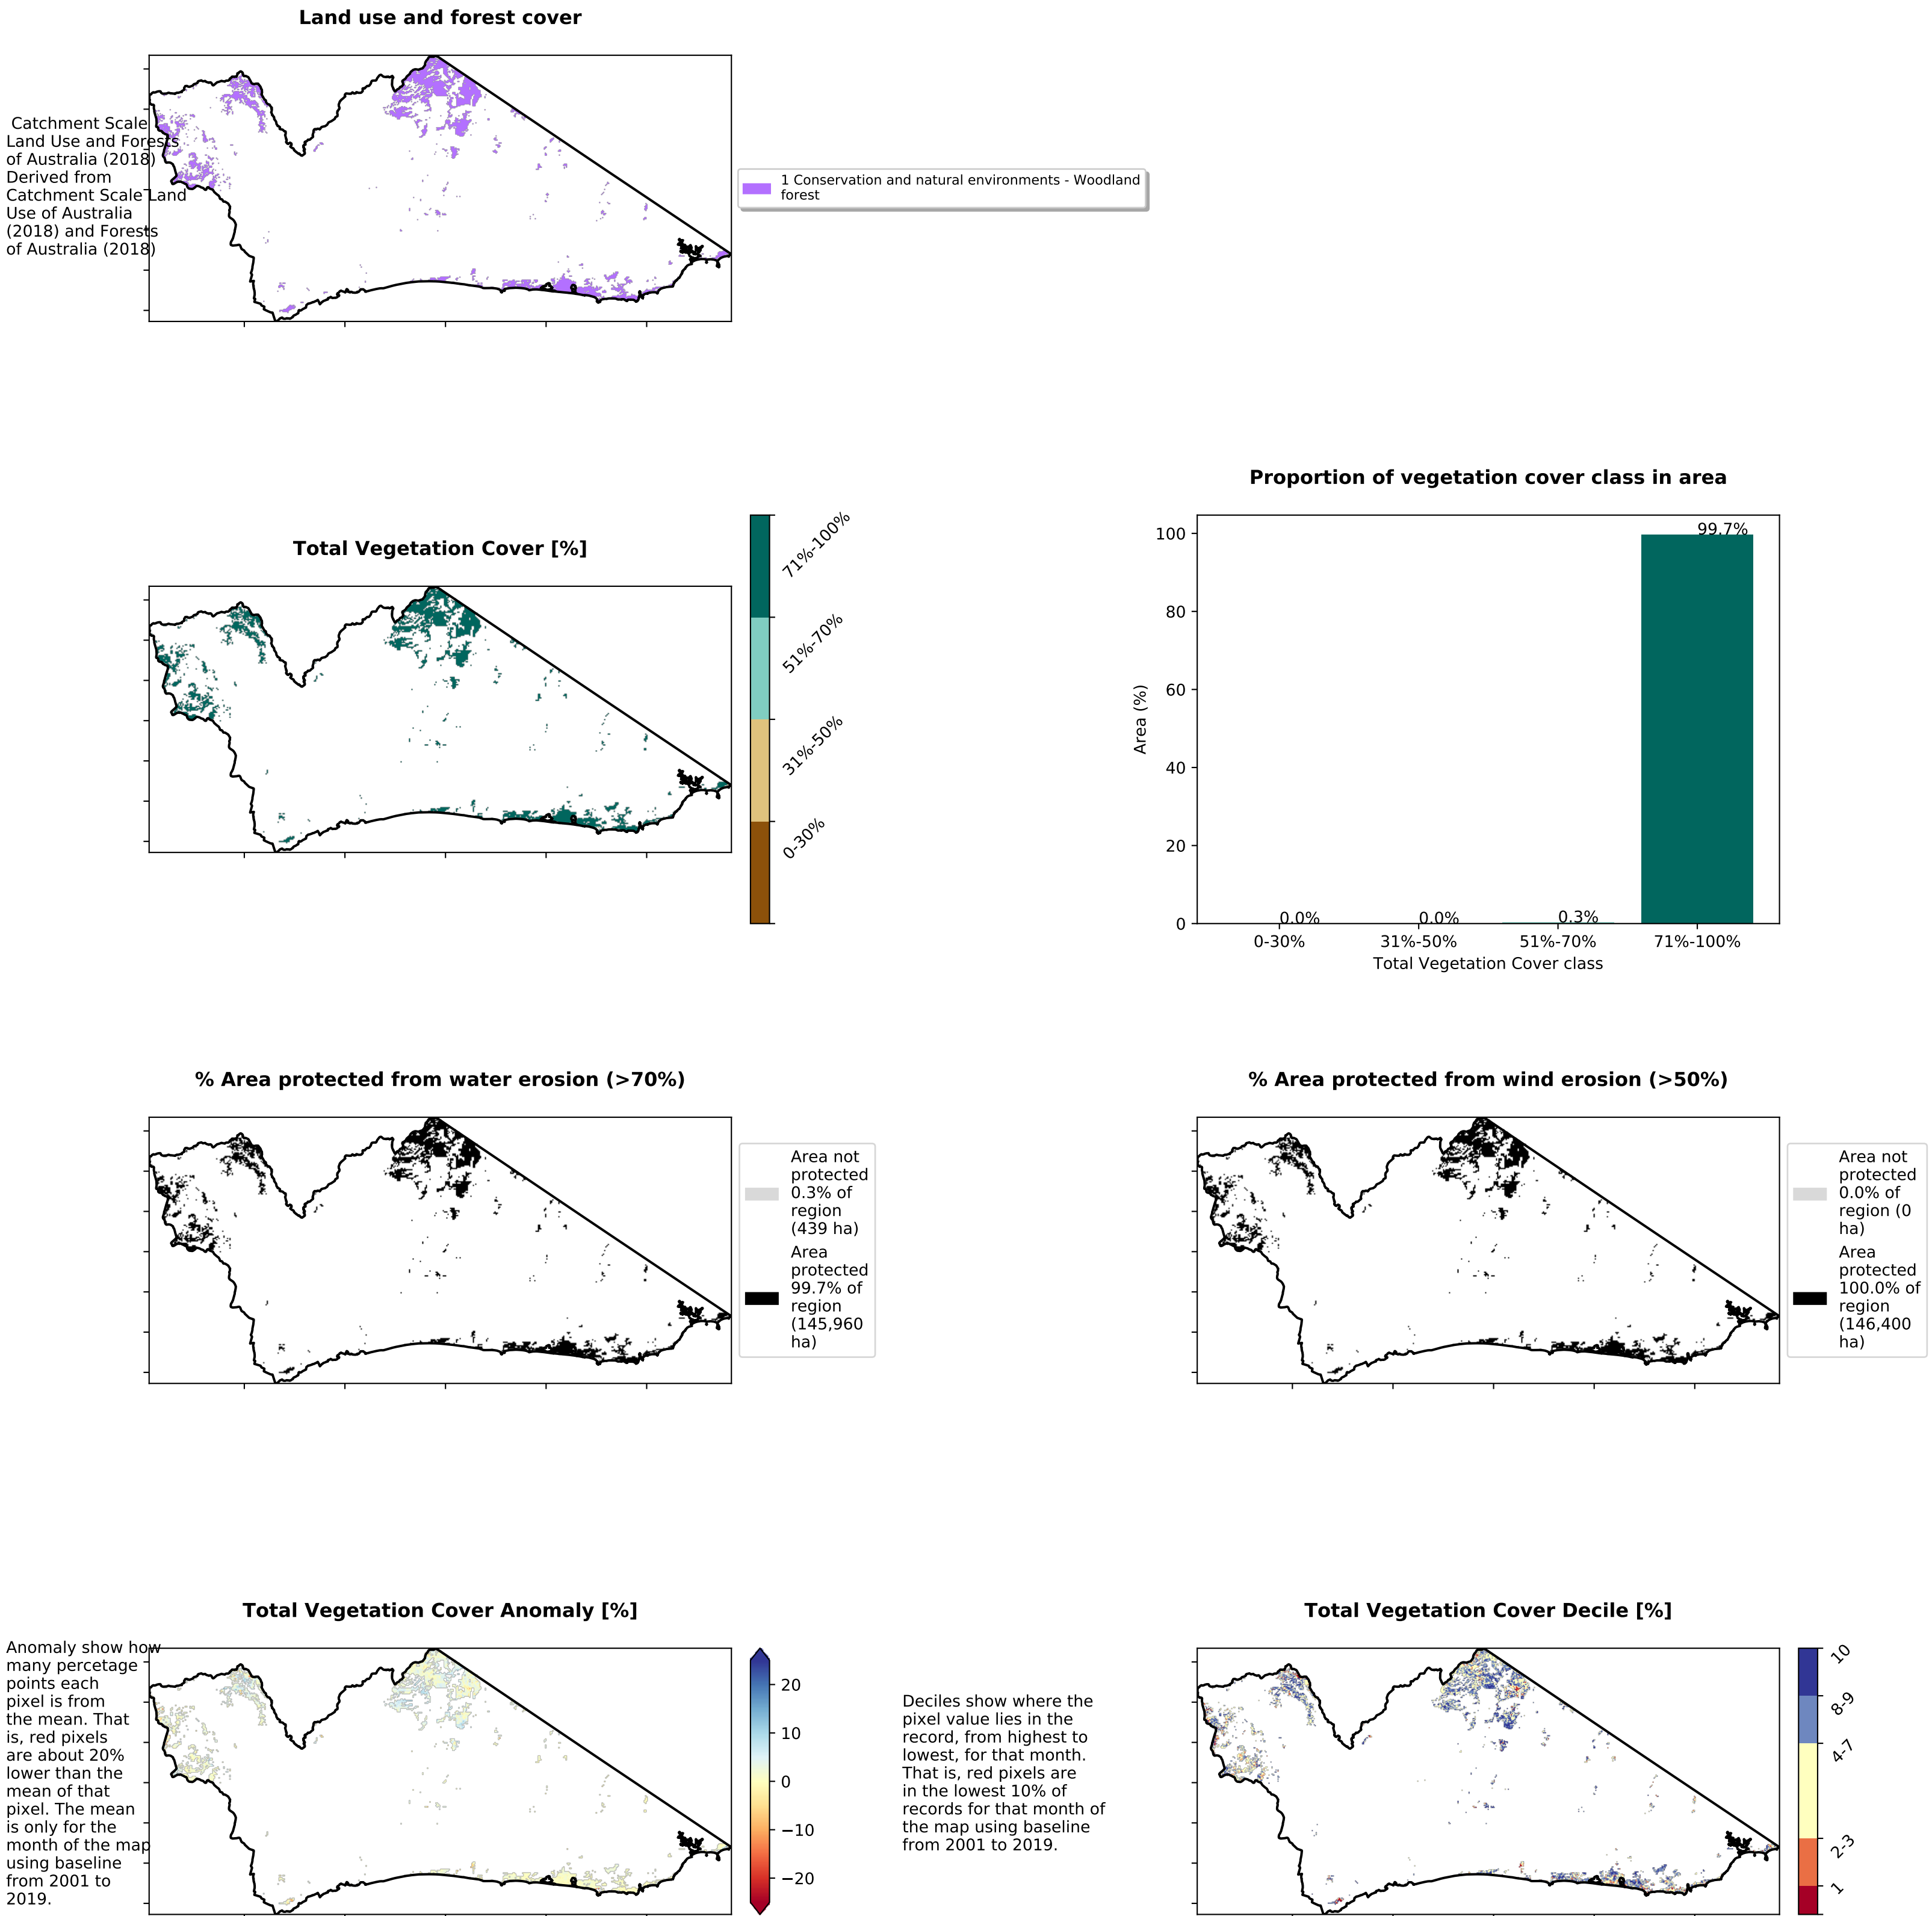 Land use and forest cover
Catchment Scale
Land Use and Forests
of Australia (2018)
Derived from
Catchment Scale Land
Use of Australia
(2018) and Forests
of Australia (2018)
1 Conservation and natural environments - Woodland
forest
Total Vegetation Cover [%]
71%-100%
51%-70%
31%-50%
0-30%
Proportion of vegetation cover class in area
100
80
60
40
20
0
Area (%)
0.0%
0.0%
0.3%
99.7%
0-30%
31%-50%
51%-70%
71%-100%
Total Vegetation Cover class
% Area protected from water erosion (>70%)
Area not
protected
0.3% of
region
(439 ha)
Area
protected
99.7% of
region
(145,960
ha)
% Area protected from wind erosion (>50%)
Area not
protected
0.0% of
region (0
ha)
Area
protected
100.0% of
region
(146,400
ha)
Total Vegetation Cover Anomaly [%]
Anomaly show how
many percetage
points each
pixel is from
the mean. That
is, red pixels
are about 20%
lower than the
mean of that
pixel. The mean
is only for the
month of the map
using baseline
from 2001 to
2019.
20
10
0
−10
−20
Deciles show where the
pixel value lies in the
record, from highest to
lowest, for that month.
That is, red pixels are
in the lowest 10% of
records for that month of
the map using baseline
from 2001 to 2019.
Total Vegetation Cover Decile [%]
10
8-9
4-7
2-3
1